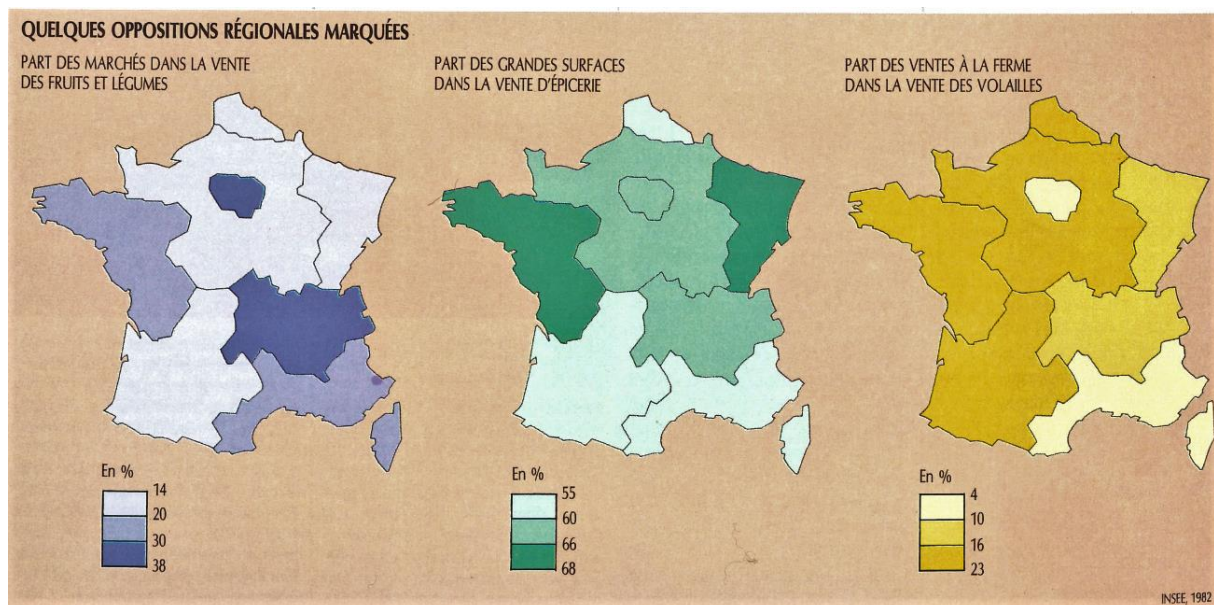 QUELQUES OPPOSITIONS RÉGIONALES MARQUÉES
PART DES MARCHÉS DANS LA VENTE
DES FRUITS ET LÉGUMES
PART DES GRANDES SURFACES
DANS LA VENTE D'ÉPICERIE
PART DES VENTES À LA FERME
DANS LA VENTE DES VOLAILLES
En %
14
20
30
38
En %
55
60
66
68
En %
4
10
16
23
INSEE, 1982